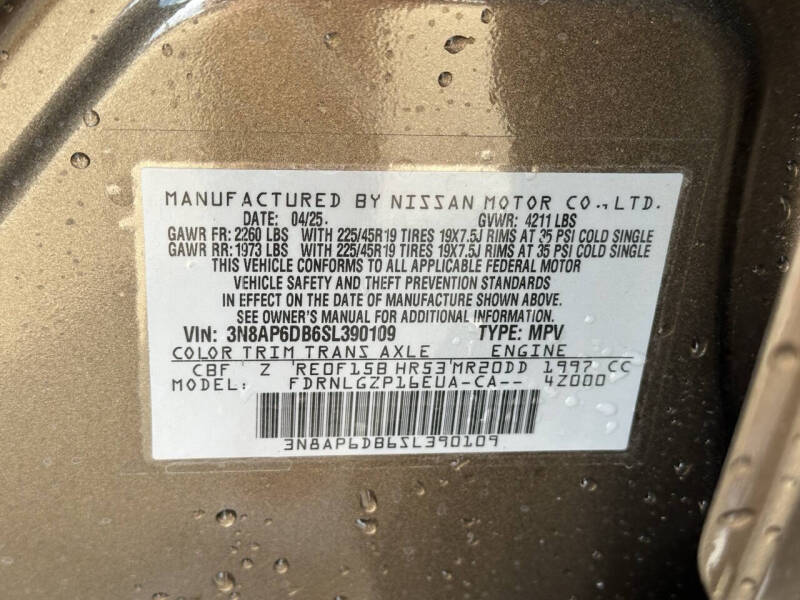 MANUFACTURED BY NISSAN MOTOR CO.,LTD.
DATE: 04/25. GVWR: 4211 LBS
GAWR FR: 2260 LBS WITH 225/45R19 TIRES 19X7.5J RIMS AT 35 PSI COLD SINGLE
GAWR RR: 1973 LBS WITH 225/45R19 TIRES 19X7.5J RIMS AT 35 PSI COLD SINGLE
THIS VEHICLE CONFORMS TO ALL APPLICABLE FEDERAL MOTOR
VEHICLE SAFETY AND THEFT PREVENTION STANDARDS
IN EFFECT ON THE DATE OF MANUFACTURE SHOWN ABOVE.
SEE OWNER'S MANUAL FOR ADDITIONAL INFORMATION.
VIN: 3N8AP6DB6SL390109 TYPE: MPV
COLOR TRIM TRANS AXLE ENGINE
CBF Z RE0F15B HR53 MR20DD 1997 CC
MODEL: FDRNLGZP16EUA-CA-- 4Z000
3N8AP6DB6SL390109